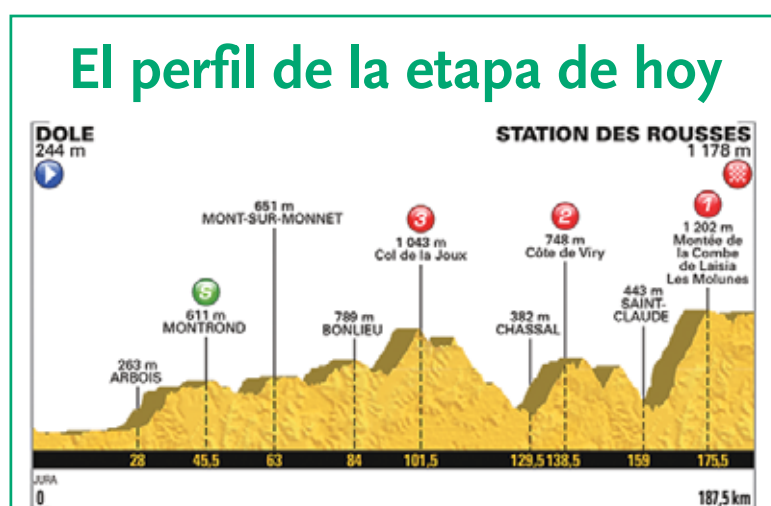 El perfil de la etapa de hoy
DOLE
244 m
STATION DES ROUSSES
1 178 m
263 m
ARBOIS
S
611 m
MONTROND
651 m
MONT-SUR-MONNET
789 m
BONLIEU
3
1 043 m
Col de la Joux
382 m
CHASSAL
2
748 m
Côte de Viry
443 m
SAINT-
CLAUDE
1
1 202 m
Montée de
la Combe
de Laisia
Les Molunes
28 45,5 63 84 101,5 129,5 138,5 159 175,5
JURA
0 187,5 km